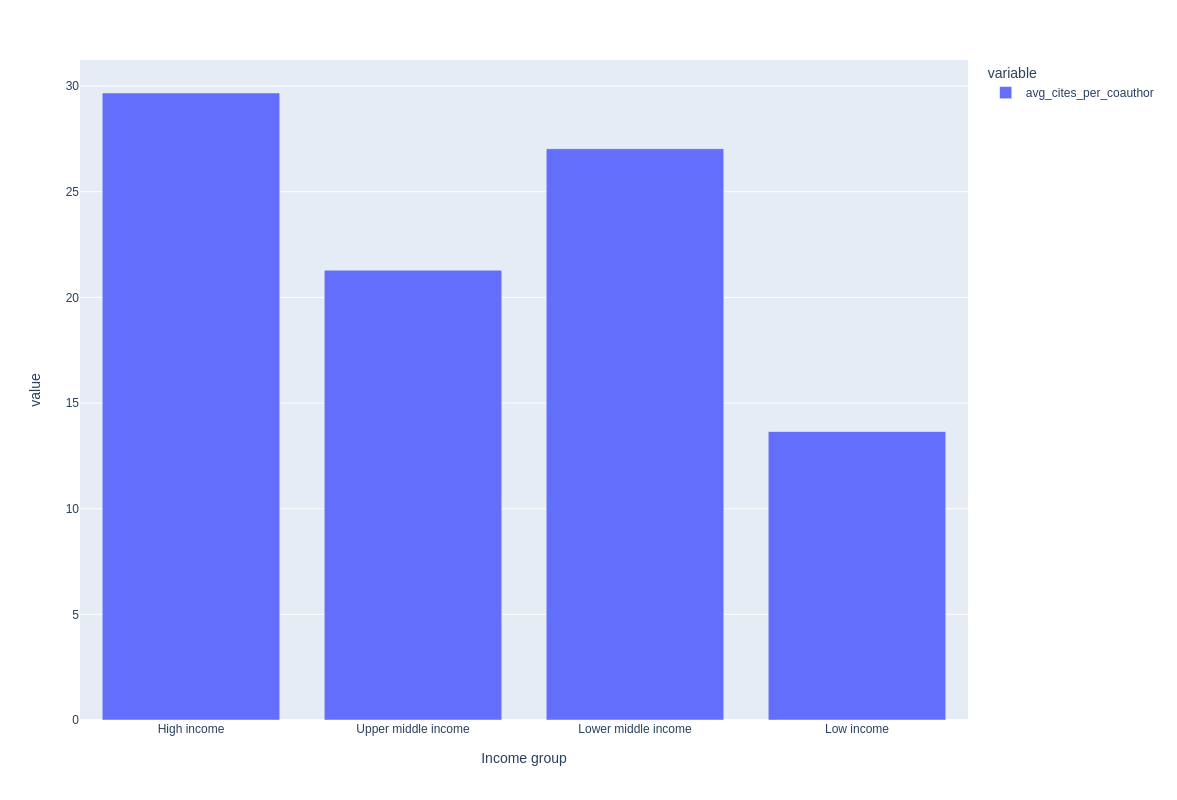 variable
avg_cites_per_coauthor
30
25
20
15
10
5
0
value
High income
Upper middle income
Lower middle income
Low income
Income group